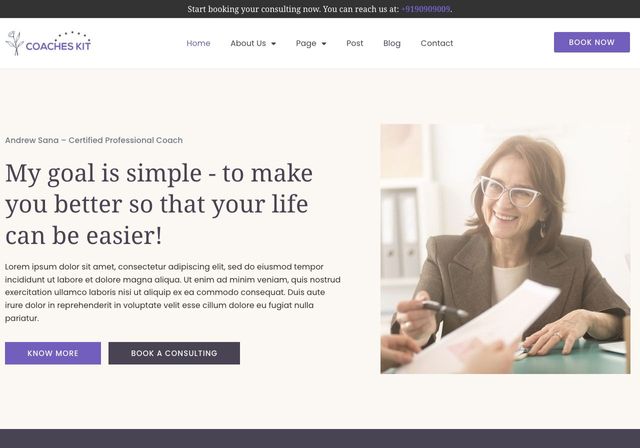 Start booking your consulting now. You can reach us at: +9190909009.
COACHES KIT
Home About Us Page Post Blog Contact
BOOK NOW
Andrew Sana – Certified Professional Coach
My goal is simple - to make
you better so that your life
can be easier!
Lorem ipsum dolor sit amet, consectetur adipiscing elit, sed do eiusmod tempor
incididunt ut labore et dolore magna aliqua. Ut enim ad minim veniam, quis nostrud
exercitation ullamco laboris nisi ut aliquip ex ea commodo consequat. Duis aute
irure dolor in reprehenderit in voluptate velit esse cillum dolore eu fugiat nulla
pariatur.
KNOW MORE
BOOK A CONSULTING